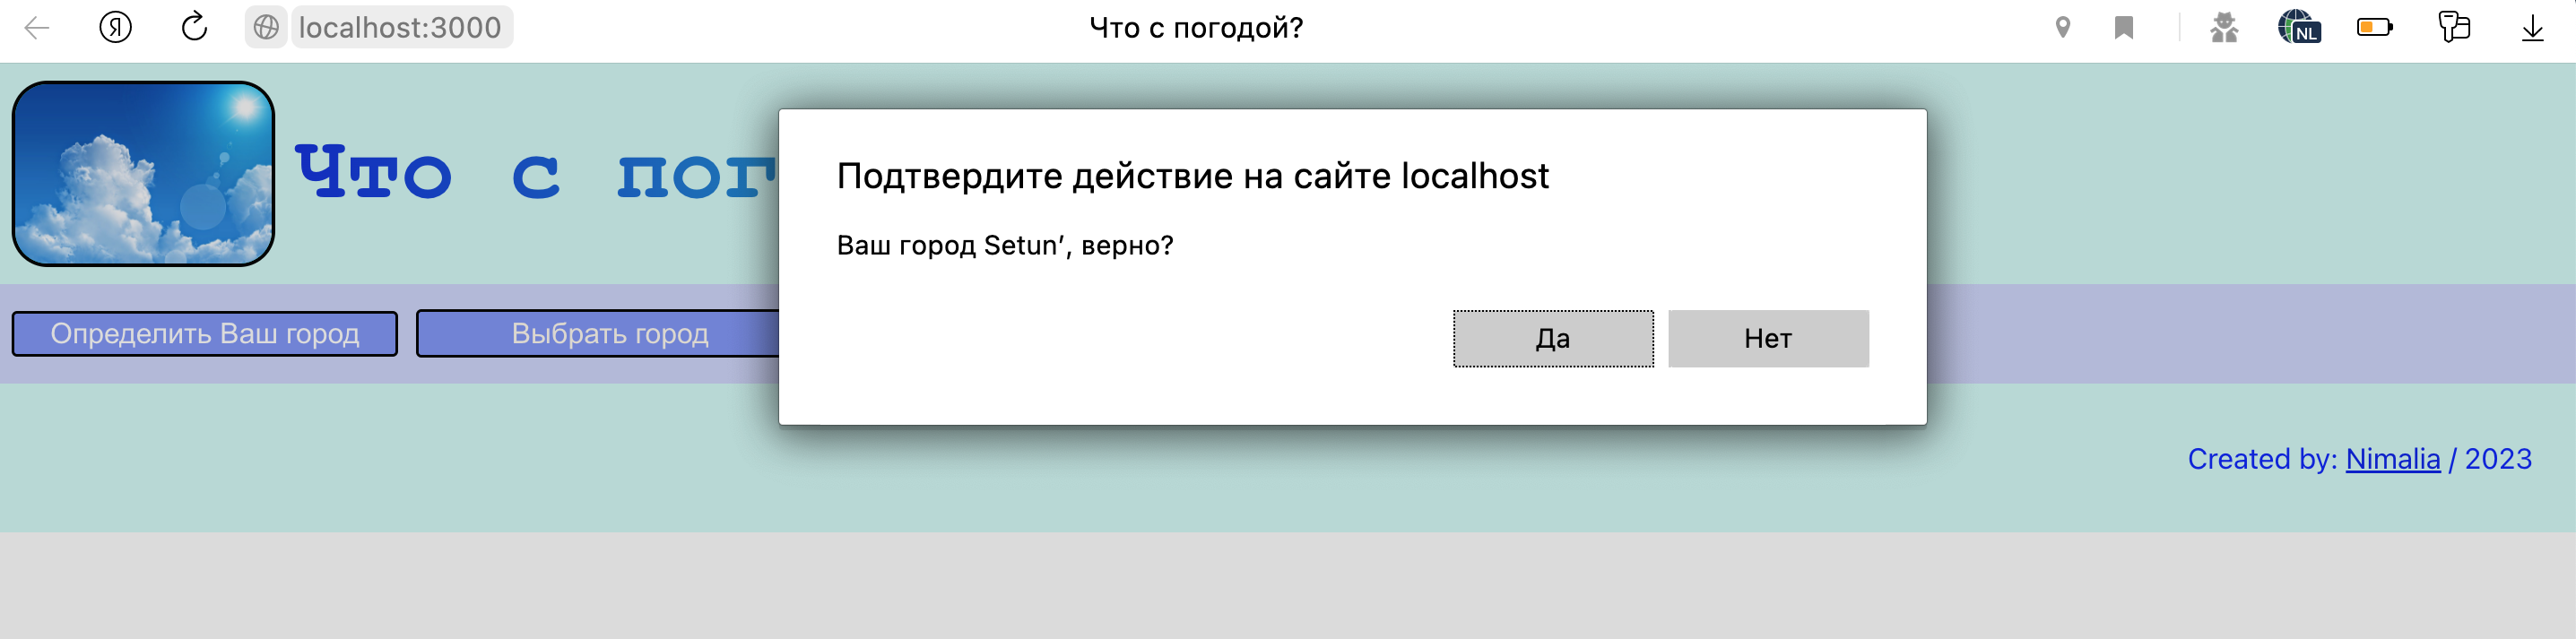 localhost:3000
Что с погодой?
NL
Что с пог
Подтвердите действие на сайте localhost
Ваш город Setun’, верно?
Да
Нет
Определить Ваш город
Выбрать город
Created by: Nimalia / 2023